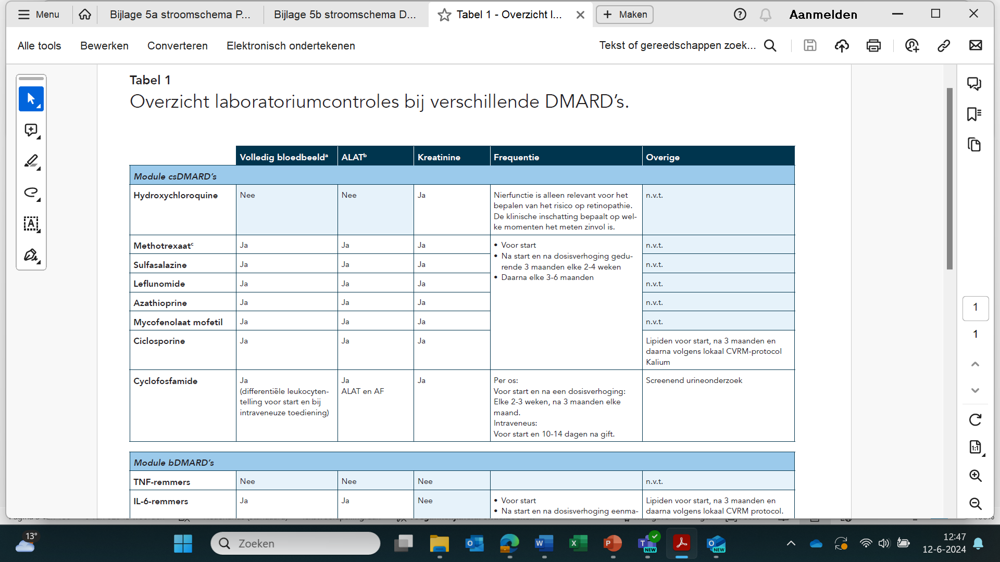 Menu
Bijlage 5a stroomschema P...
Bijlage 5b stroomschema D...
Tabel 1 - Overzicht l...
Maken
Aanmelden
Alle tools
Bewerken
Converteren
Elektronisch ondertekenen
Tekst of gereedschappen zoek...
Tabel 1
Overzicht laboratoriumcontroles bij verschillende DMARD's.
Volledig bloedbeeldᵃ ALATᵇ Kreatinine Frequentie Overige
Module csDMARD's
Hydroxychloroquine Nee Nee Ja Nierfunctie is alleen relevant voor het n.v.t.
bepalen van het risico op retinopathie.
De klinische inschatting bepaalt op wel-
ke momenten het meten zinvol is.
Methotrexaatᶜ Ja Ja Ja • Voor start n.v.t.
• Na start en na dosisverhoging gedu-
Sulfasalazine Ja Ja Ja rende 3 maanden elke 2-4 weken n.v.t.
• Daarna elke 3-6 maanden
Leflunomide Ja Ja Ja n.v.t.
Azathioprine Ja Ja Ja n.v.t.
Mycofenolaat mofetil Ja Ja Ja n.v.t.
Ciclosporine Ja Ja Ja Lipiden voor start, na 3 maanden en
daarna volgens lokaal CVRM-protocol
Kalium
Cyclofosfamide Ja Ja Ja Per os: Screenend urineonderzoek
(differentiële leukocyten- ALAT en AF Voor start en na een dosisverhoging:
telling voor start en bij Elke 2-3 weken, na 3 maanden elke
intraveneuze toediening) maand.
Intraveneus:
Voor start en 10-14 dagen na gift.
Module bDMARD's
TNF-remmers Nee Nee Nee n.v.t.
IL-6-remmers Ja Ja Nee • Voor start Lipiden voor start, na 3 maanden en
• Na start en na dosisverhoging eenma- daarna volgens lokaal CVRM protocol.
1
1
1:1
13°
Zoeken
NEW
NEW
12:47
12-6-2024